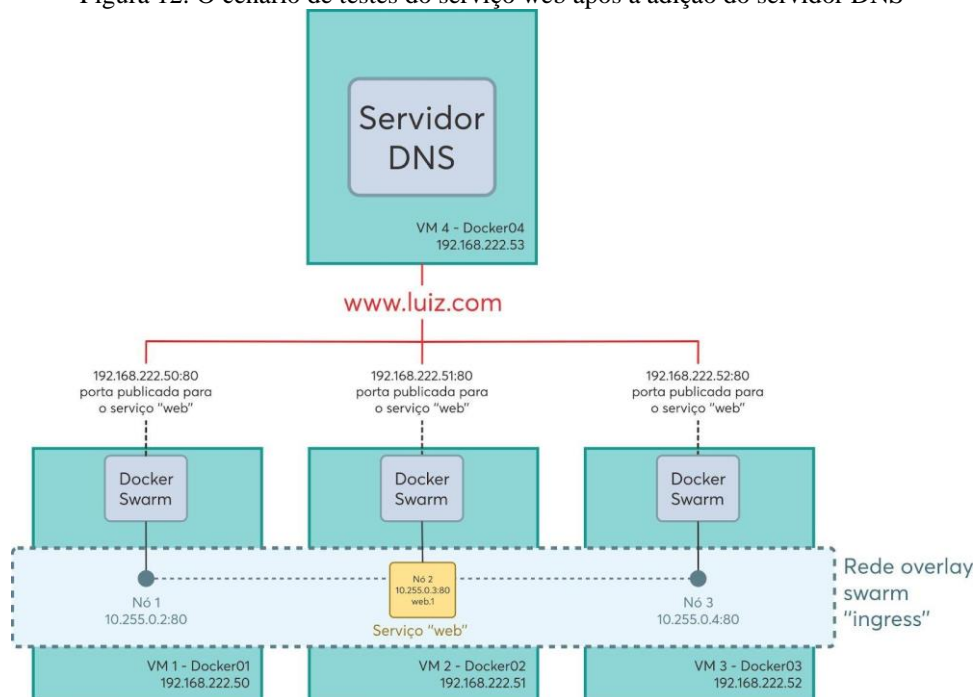 Figura 12: O cenário de testes do serviço web após a adição do servidor DNS
Servidor
DNS
VM 4 - Docker04
192.168.222.53
www.luiz.com
192.168.222.50:80
porta publicada para
o serviço "web"
192.168.222.51:80
porta publicada para
o serviço "web"
192.168.222.52:80
porta publicada para
o serviço "web"
Docker
Swarm
Docker
Swarm
Docker
Swarm
Nó 1
10.255.0.2:80
Nó 2
10.255.0.3:80
web.1
Serviço "web"
Nó 3
10.255.0.4:80
Rede overlay
swarm
"ingress"
VM 1 - Docker01
192.168.222.50
VM 2 - Docker02
192.168.222.51
VM 3 - Docker03
192.168.222.52